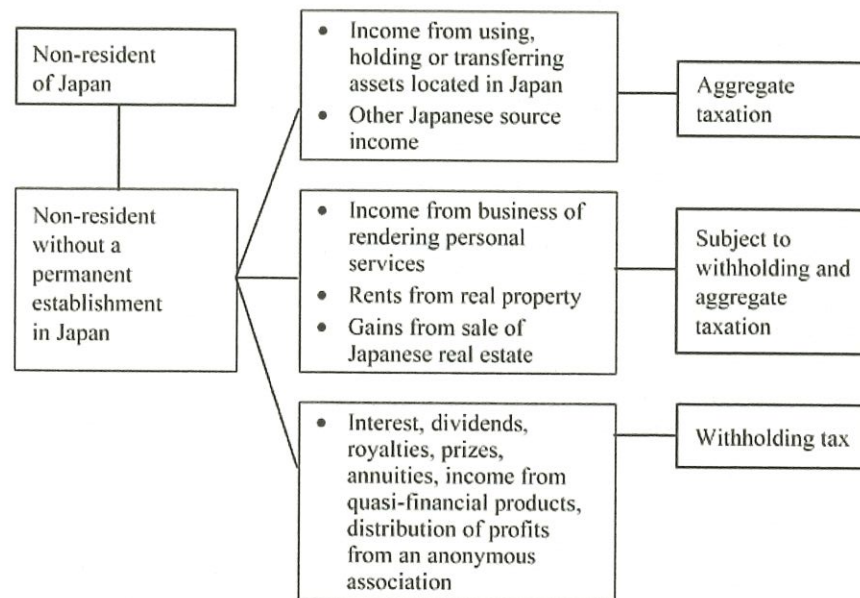 Non-resident
of Japan
Non-resident
without a
permanent
establishment
in Japan
• Income from using,
holding or transferring
assets located in Japan
• Other Japanese source
income
Aggregate
taxation
• Income from business of
rendering personal
services
• Rents from real property
• Gains from sale of
Japanese real estate
Subject to
withholding and
aggregate
taxation
• Interest, dividends,
royalties, prizes,
annuities, income from
quasi-financial products,
distribution of profits
from an anonymous
association
Withholding tax